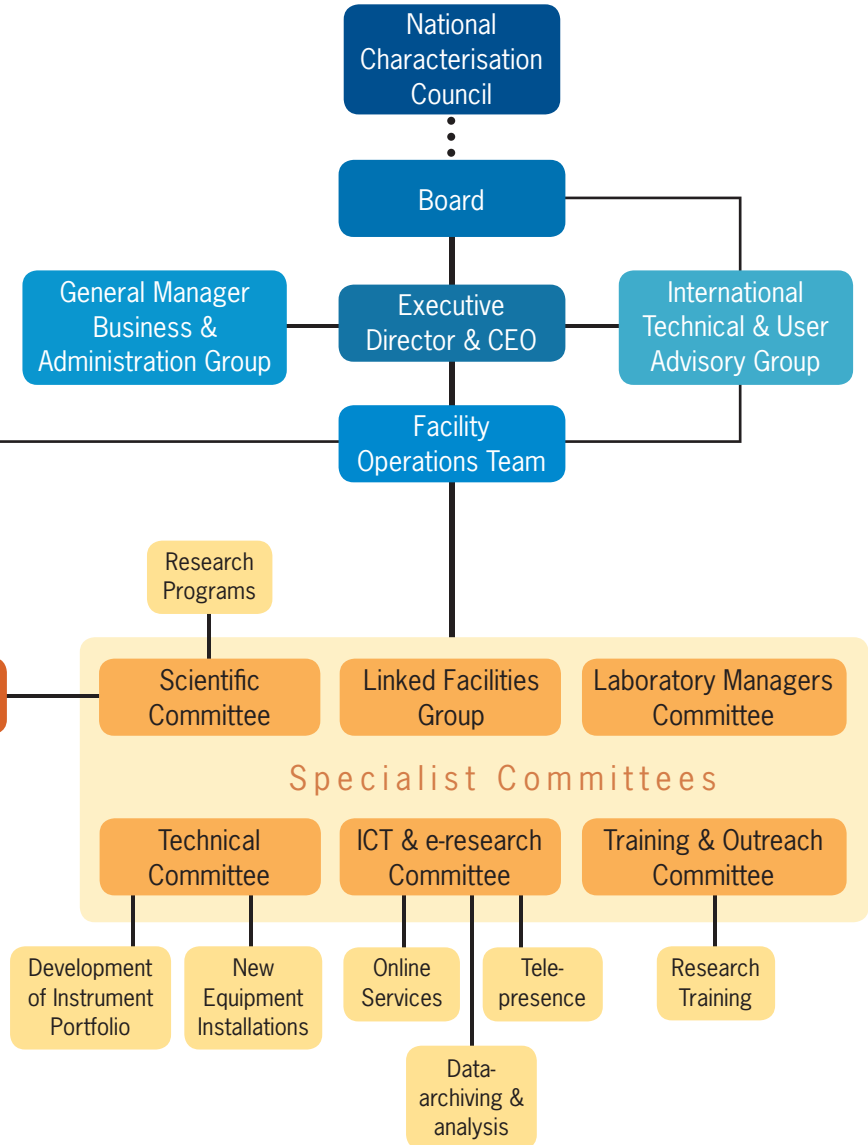 National
Characterisation
Council
Board
General Manager
Business &
Administration Group
Executive
Director & CEO
International
Technical & User
Advisory Group
Facility
Operations Team
Research
Programs
Scientific
Committee
Linked Facilities
Group
Laboratory Managers
Committee
Specialist Committees
Technical
Committee
ICT & e-research
Committee
Training & Outreach
Committee
Development
of Instrument
Portfolio
New
Equipment
Installations
Online
Services
Tele-
presence
Research
Training
Data-
archiving &
analysis